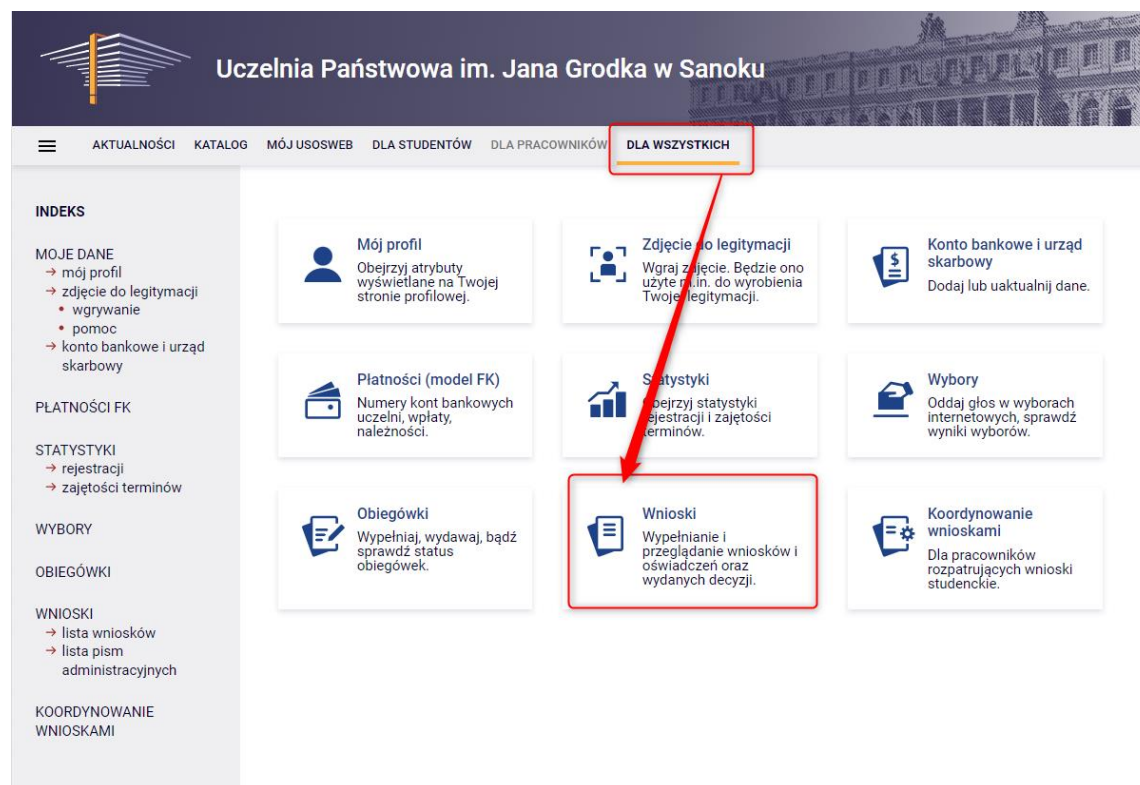 Uczelnia Państwowa im. Jana Grodka w Sanoku
AKTUALNOŚCI KATALOG MÓJ USOSWEB DLA STUDENTÓW DLA PRACOWNIKÓW DLA WSZYSTKICH
INDEKS
MOJE DANE
→ mój profil
→ zdjęcie do legitymacji
• wgrywanie
• pomoc
→ konto bankowe i urząd
skarbowy
PŁATNOŚCI FK
STATYSTYKI
→ rejestracji
→ zajętości terminów
WYBORY
OBIEGÓWKI
WNIOSKI
→ lista wniosków
→ lista pism
administracyjnych
KOORDYNOWANIE
WNIOSKAMI
Mój profil
Obejrzyj atrybuty
wyświetlane na Twojej
stronie profilowej.
Zdjęcie do legitymacji
Wgraj zdjęcie. Będzie ono
użyte m.in. do wyrobienia
Twojej legitymacji.
Konto bankowe i urząd
skarbowy
Dodaj lub uaktualnij dane.
Płatności (model FK)
Numery kont bankowych
uczelni, wpłaty,
należności.
Statystyki
Obejrzyj statystyki
rejestracji i zajętości
terminów.
Wybory
Oddaj głos w wyborach
internetowych, sprawdź
wyniki wyborów.
Obiegówki
Wypełniaj, wydawaj, bądź
sprawdź status
obiegówek.
Wnioski
Wypełnianie i
przeglądanie wniosków i
oświadczeń oraz
wydanych decyzji.
Koordynowanie
wnioskami
Dla pracowników
rozpatrujących wnioski
studenckie.